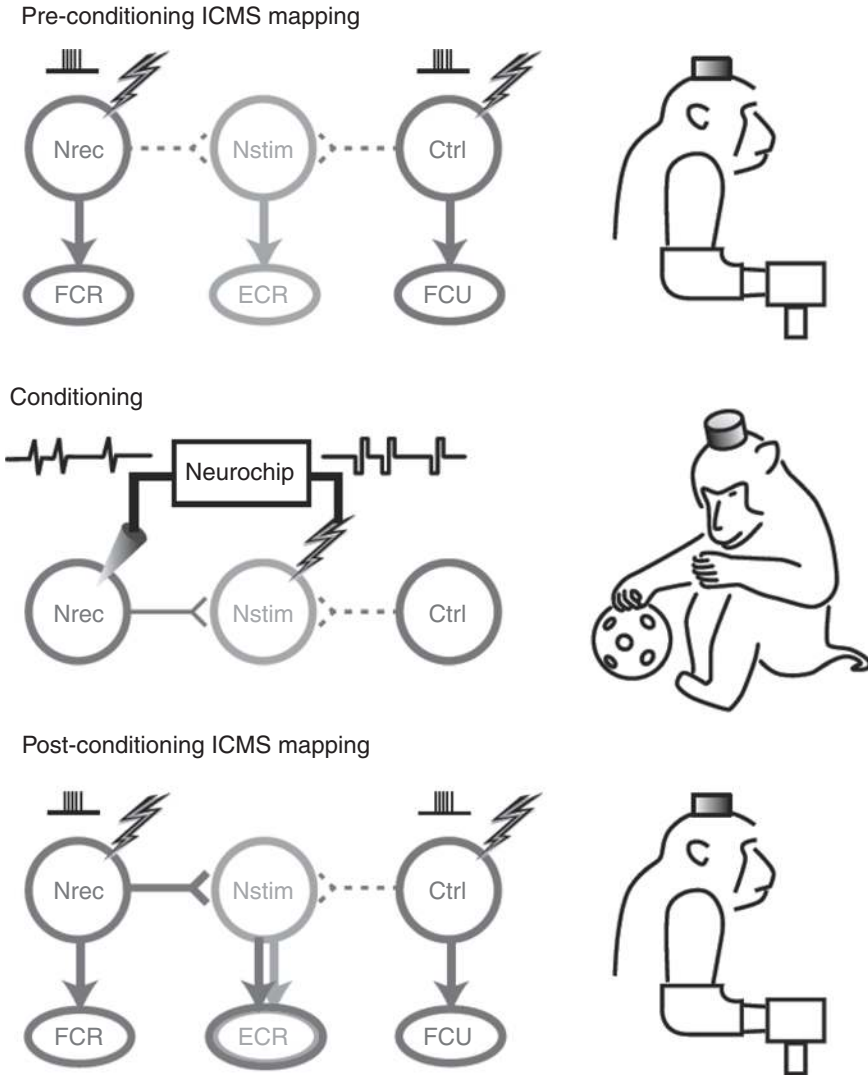 Pre-conditioning ICMS mapping
Nrec Nstim Ctrl
FCR ECR FCU
Conditioning
Neurochip
Nrec Nstim Ctrl
Post-conditioning ICMS mapping
Nrec Nstim Ctrl
FCR ECR FCU